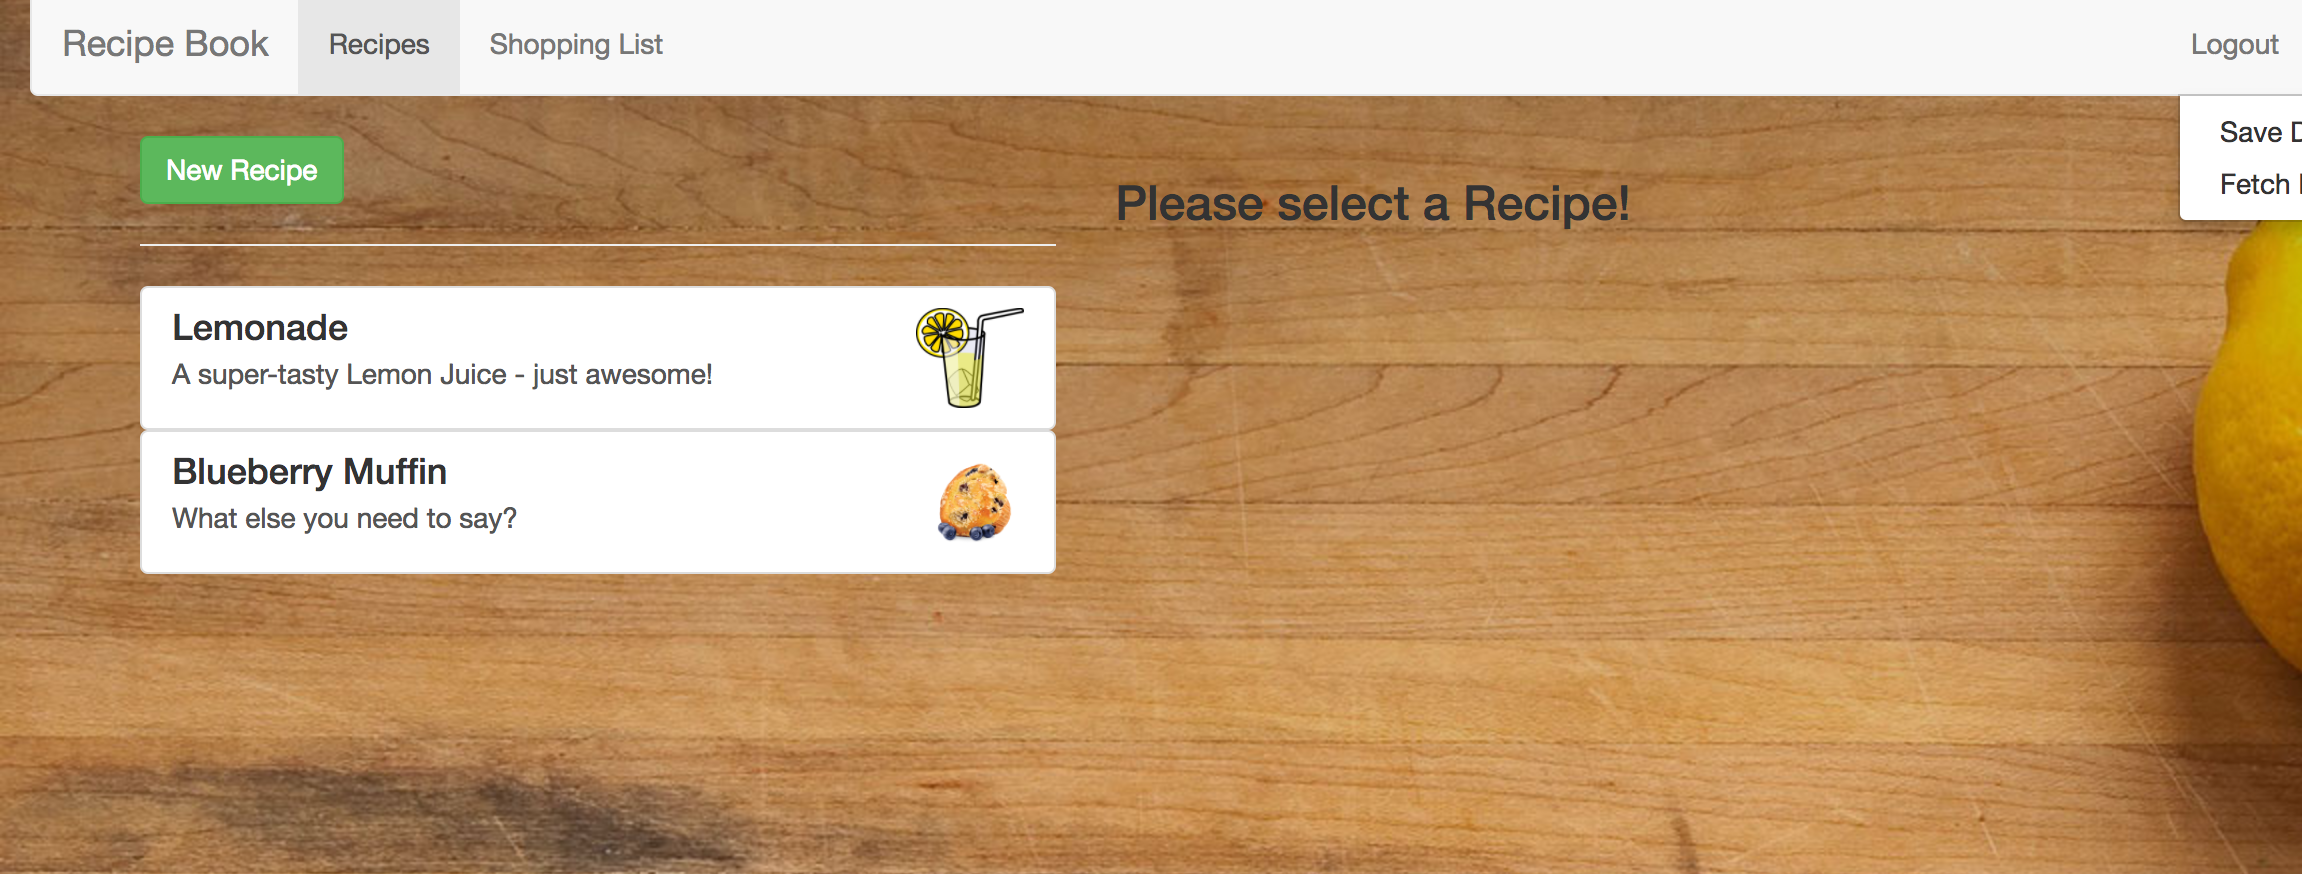 Recipe Book Recipes Shopping List Logout
Save
Fetch
New Recipe
Please select a Recipe!
Lemonade
A super-tasty Lemon Juice - just awesome!
Blueberry Muffin
What else you need to say?